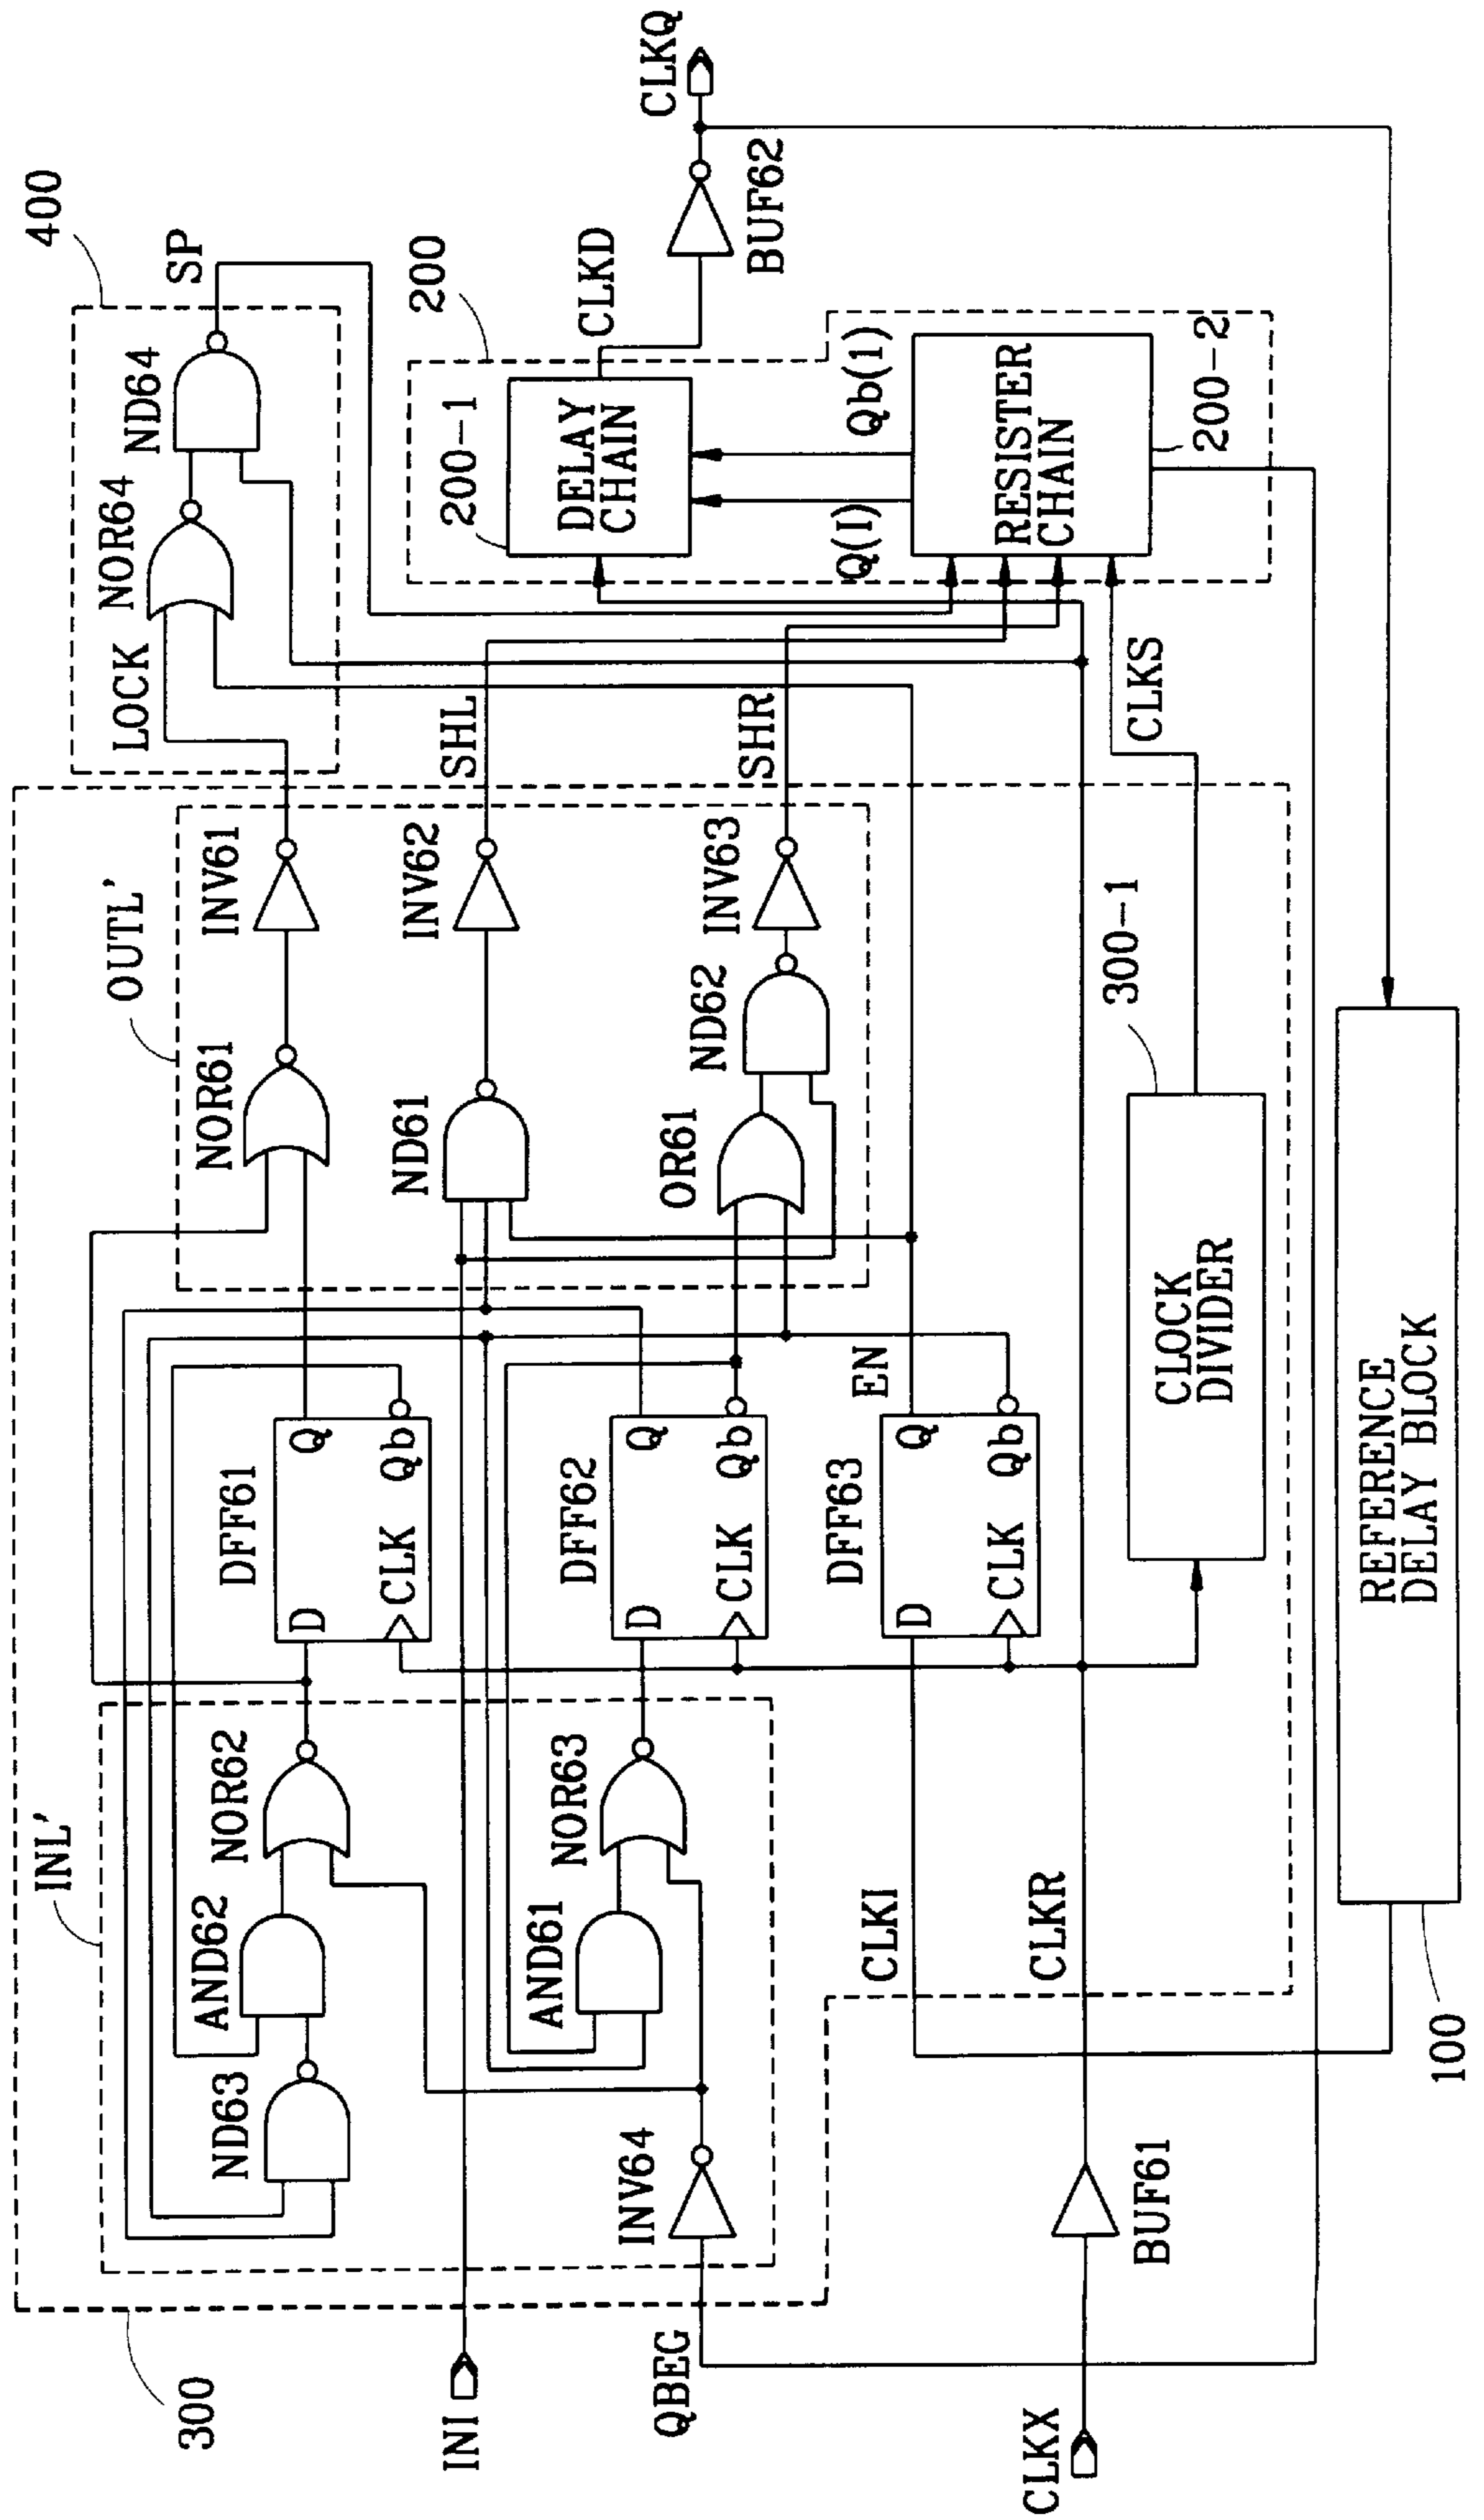 400
SP
ND64
NOR64
LOCK
200
CLKD
CLKQ
BUF62
200-1
DELAY
CHAIN
Q(I)
Qb(1)
RESISTER
CHAIN
200-2
SHL
SHR
CLKS
OUTL'
INV61
INV62
INV63
NOR61
ND61
OR61
ND62
300-1
CLOCK
DIVIDER
DFF61
D
Q
CLK
Qb
DFF62
D
Q
CLK
Qb
DFF63
D
Q
CLK
Qb
EN
REFERENCE
DELAY BLOCK
100
INL'
NOR62
AND62
ND63
NOR63
AND61
INV64
CLKI
CLKR
BUF61
300
INI
QBEG
CLKX